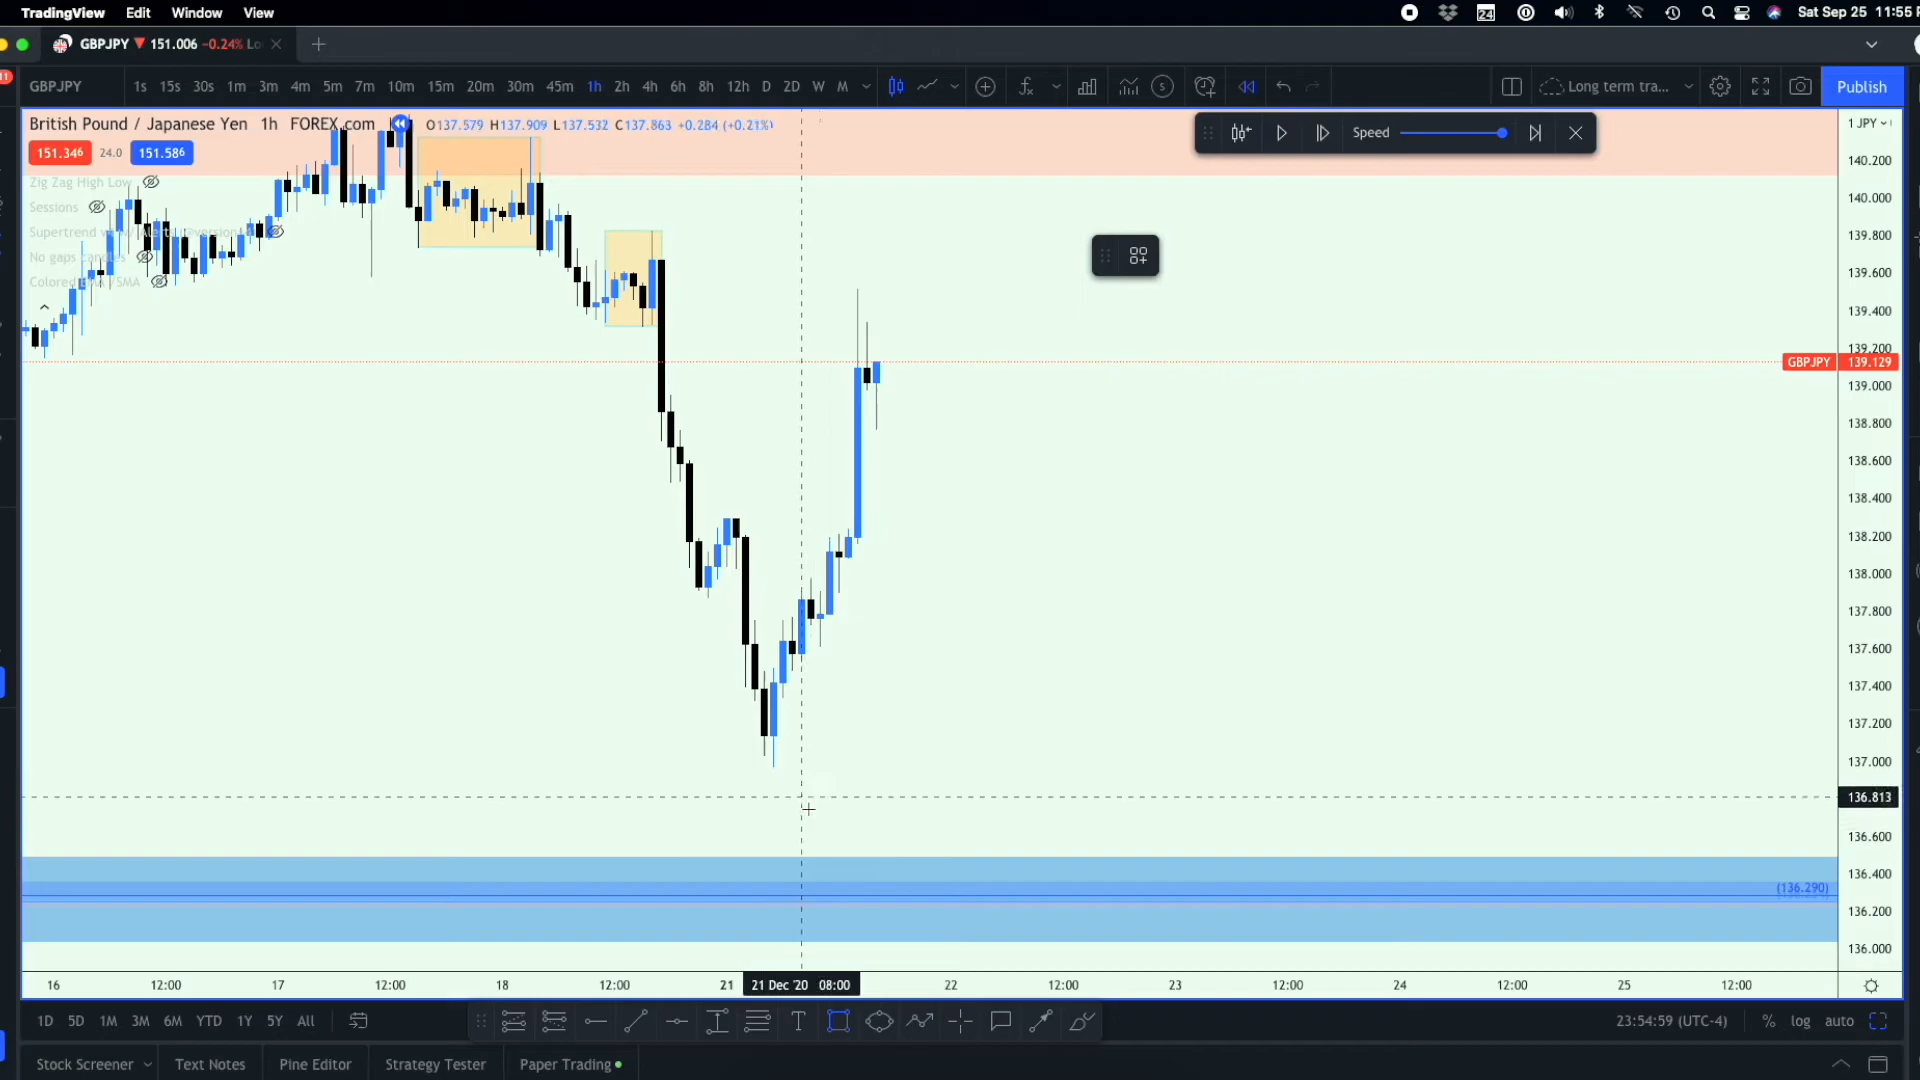 TradingView Edit Window View 24 Sat Sep 25 11:55
GBPJPY ▼ 151.006 -0.24% Lo
11
GBPJPY 1s 15s 30s 1m 3m 4m 5m 7m 10m 15m 20m 30m 45m 1h 2h 4h 6h 8h 12h D 2D W M Long term tra... Publish
British Pound / Japanese Yen 1h FOREX.com O137.579 H137.909 L137.532 C137.863 +0.284 (+0.21%)
Speed
1 JPY
151.346 24.0 151.586
Zig Zag High Low
Sessions
Supertrend
No gaps candles
Colored EMA /SMA
140.200
140.000
139.800
139.600
139.400
139.200
GBPJPY 139.129
139.000
138.800
138.600
138.400
138.200
138.000
137.800
137.600
137.400
137.200
137.000
136.813
136.600
136.400
(136.290)
136.200
136.000
16 12:00 17 12:00 18 12:00 21 21 Dec '20 08:00 22 12:00 23 12:00 24 12:00 25 12:00
1D 5D 1M 3M 6M YTD 1Y 5Y All T 23:54:59 (UTC-4) % log auto
Stock Screener Text Notes Pine Editor Strategy Tester Paper Trading